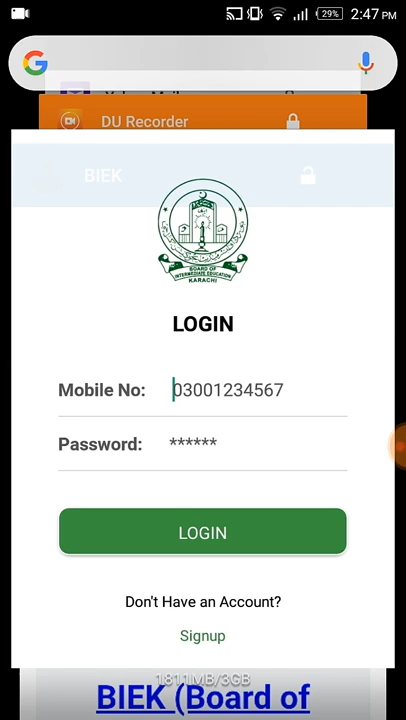 29% 2:47 PM
DU Recorder
BIEK
BOARD OF
INTERMEDIATE EDUCATION
KARACHI
LOGIN
Mobile No: 03001234567
Password: ******
LOGIN
Don't Have an Account?
Signup
1811MB/3GB
BIEK (Board of